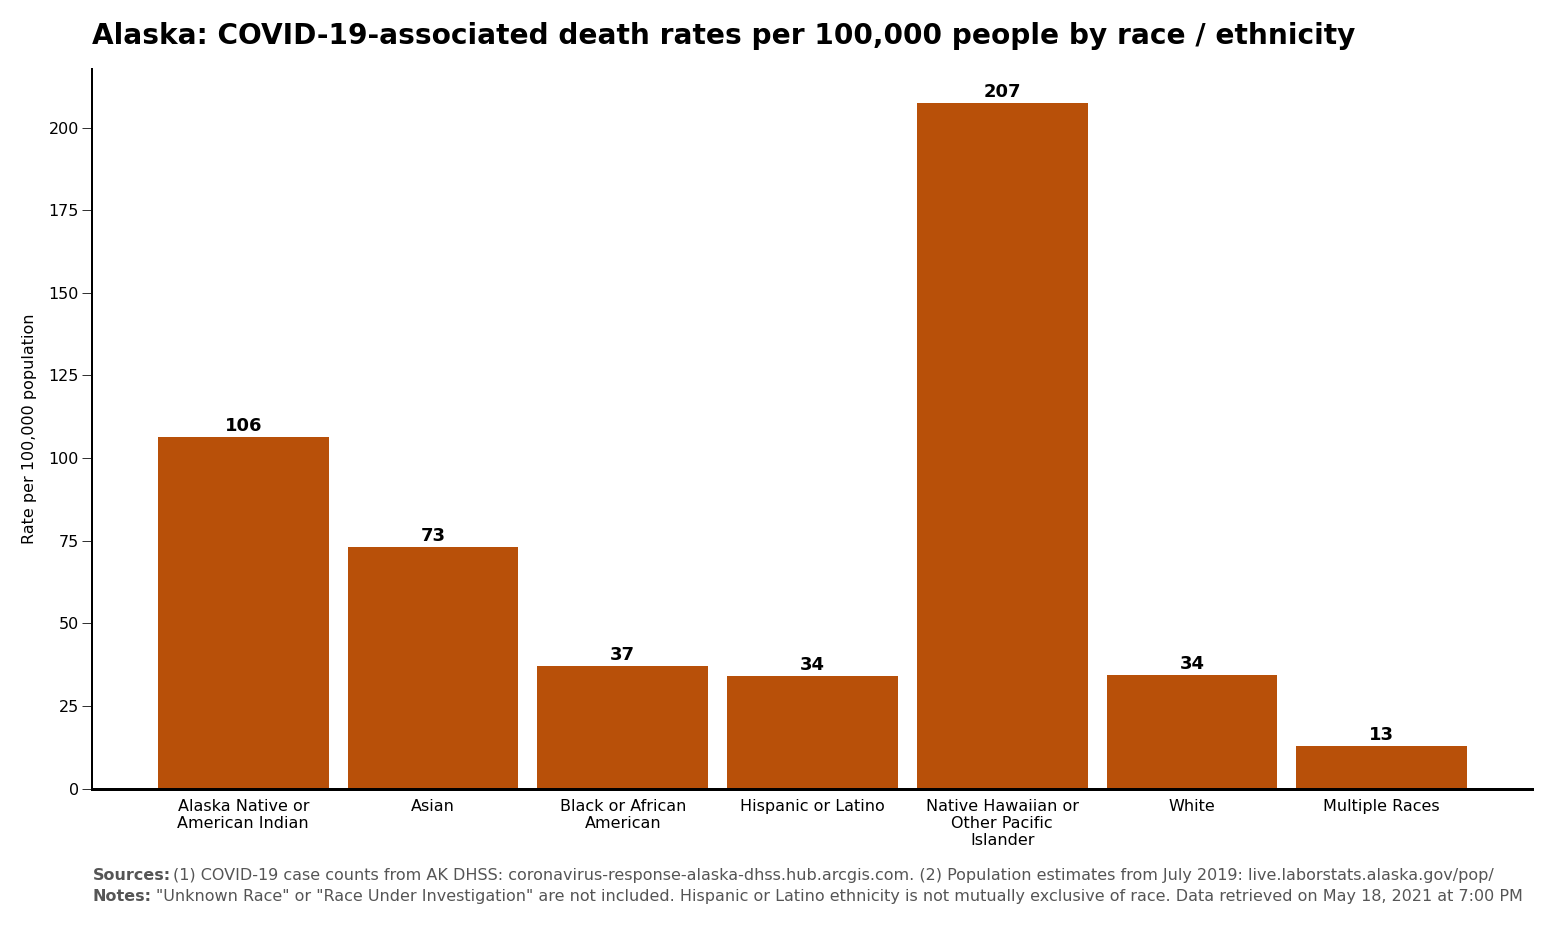 Alaska: COVID-19-associated death rates per 100,000 people by race / ethnicity
Rate per 100,000 population
200
175
150
125
100
75
50
25
0
106
73
37
34
207
34
13
Alaska Native or
American Indian
Asian
Black or African
American
Hispanic or Latino
Native Hawaiian or
Other Pacific
Islander
White
Multiple Races
Sources: (1) COVID-19 case counts from AK DHSS: coronavirus-response-alaska-dhss.hub.arcgis.com. (2) Population estimates from July 2019: live.laborstats.alaska.gov/pop/
Notes: "Unknown Race" or "Race Under Investigation" are not included. Hispanic or Latino ethnicity is not mutually exclusive of race. Data retrieved on May 18, 2021 at 7:00 PM